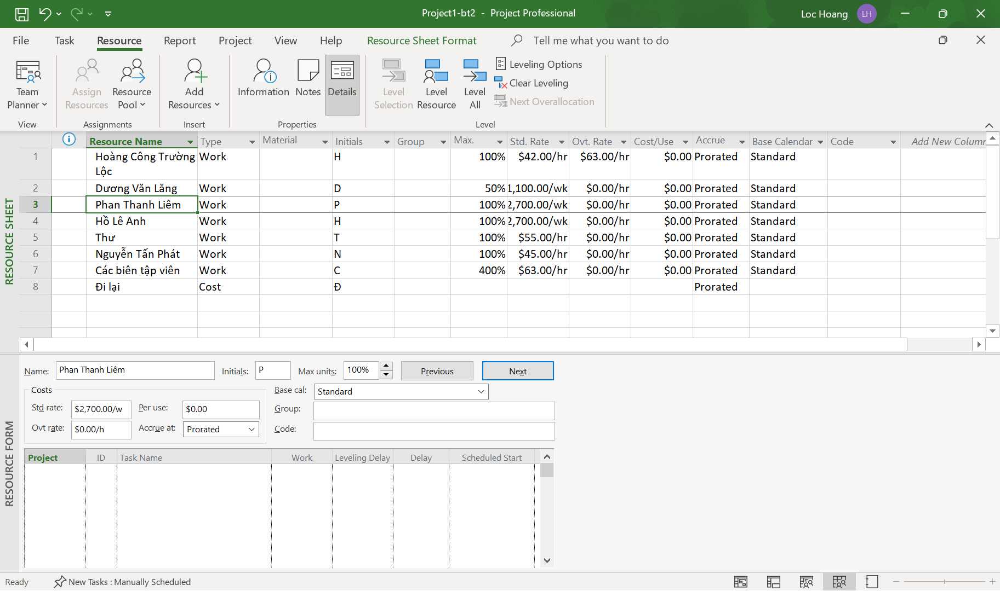 Project1-bt2 - Project Professional
Loc Hoang
LH
File
Task
Resource
Report
Project
View
Help
Resource Sheet Format
Tell me what you want to do
Team Planner
Assign Resources
Resource Pool
Add Resources
Information
Notes
Details
Level Selection
Level Resource
Level All
Leveling Options
Clear Leveling
Next Overallocation
View
Assignments
Insert
Properties
Level
Resource Name Type Material Initials Group Max. Std. Rate Ovt. Rate Cost/Use Accrue Base Calendar Code Add New Column
1 Hoàng Công Trường Work H 100% $42.00/hr $63.00/hr $0.00 Prorated Standard
Lộc
2 Dương Văn Lăng Work D 50% 1,100.00/wk $0.00/hr $0.00 Prorated Standard
3 Phan Thanh Liêm Work P 100% 2,700.00/wk $0.00/hr $0.00 Prorated Standard
4 Hồ Lê Anh Work H 100% 2,700.00/wk $0.00/hr $0.00 Prorated Standard
5 Thư Work T 100% $55.00/hr $0.00/hr $0.00 Prorated Standard
6 Nguyễn Tấn Phát Work N 100% $45.00/hr $0.00/hr $0.00 Prorated Standard
7 Các biên tập viên Work C 400% $63.00/hr $0.00/hr $0.00 Prorated Standard
8 Đi lại Cost Đ Prorated
RESOURCE SHEET
Name: Phan Thanh Liêm Initials: P Max units: 100% Previous Next
Costs Base cal: Standard
Std rate: $2,700.00/w Per use: $0.00 Group:
Ovt rate: $0.00/h Accrue at: Prorated Code:
Project ID Task Name Work Leveling Delay Delay Scheduled Start
RESOURCE FORM
Ready New Tasks : Manually Scheduled